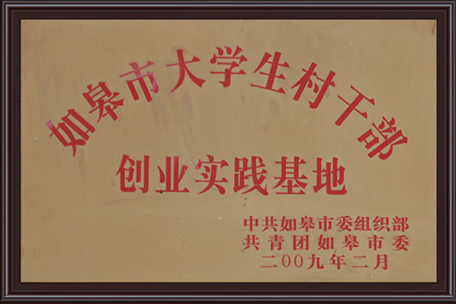 如皋市大学生村干部
创业实践基地
中共如皋市委组织部
共青团如皋市委
二00九年二月